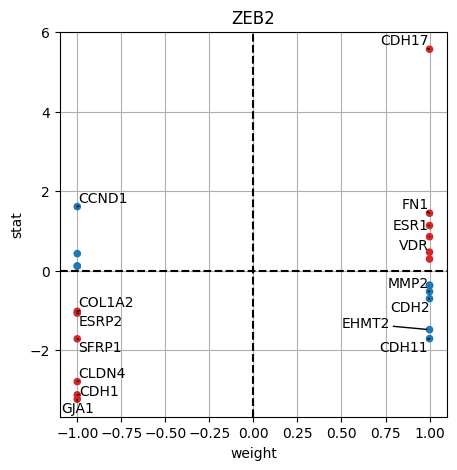 ZEB2
6
CDH17
4
2
CCND1
FN1
ESR1
VDR
stat
0
MMP2
COL1A2
CDH2
ESRP2
EHMT2
−2
SFRP1
CDH11
CLDN4
CDH1
GJA1
−1.00 −0.75 −0.50 −0.25 0.00 0.25 0.50 0.75 1.00
weight